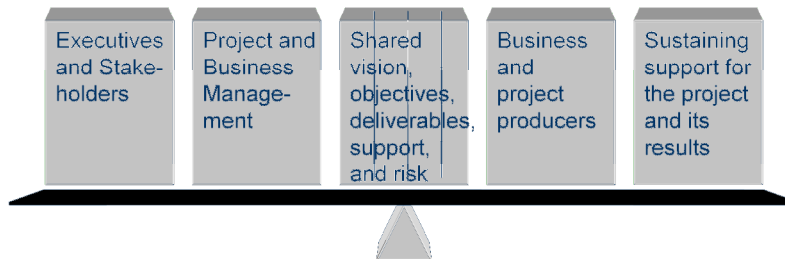 Executives
and Stake-
holders
Project and
Business
Manage-
ment
Shared
vision,
objectives,
deliverables,
support,
and risk
Business
and
project
producers
Sustaining
support for
the project
and its
results